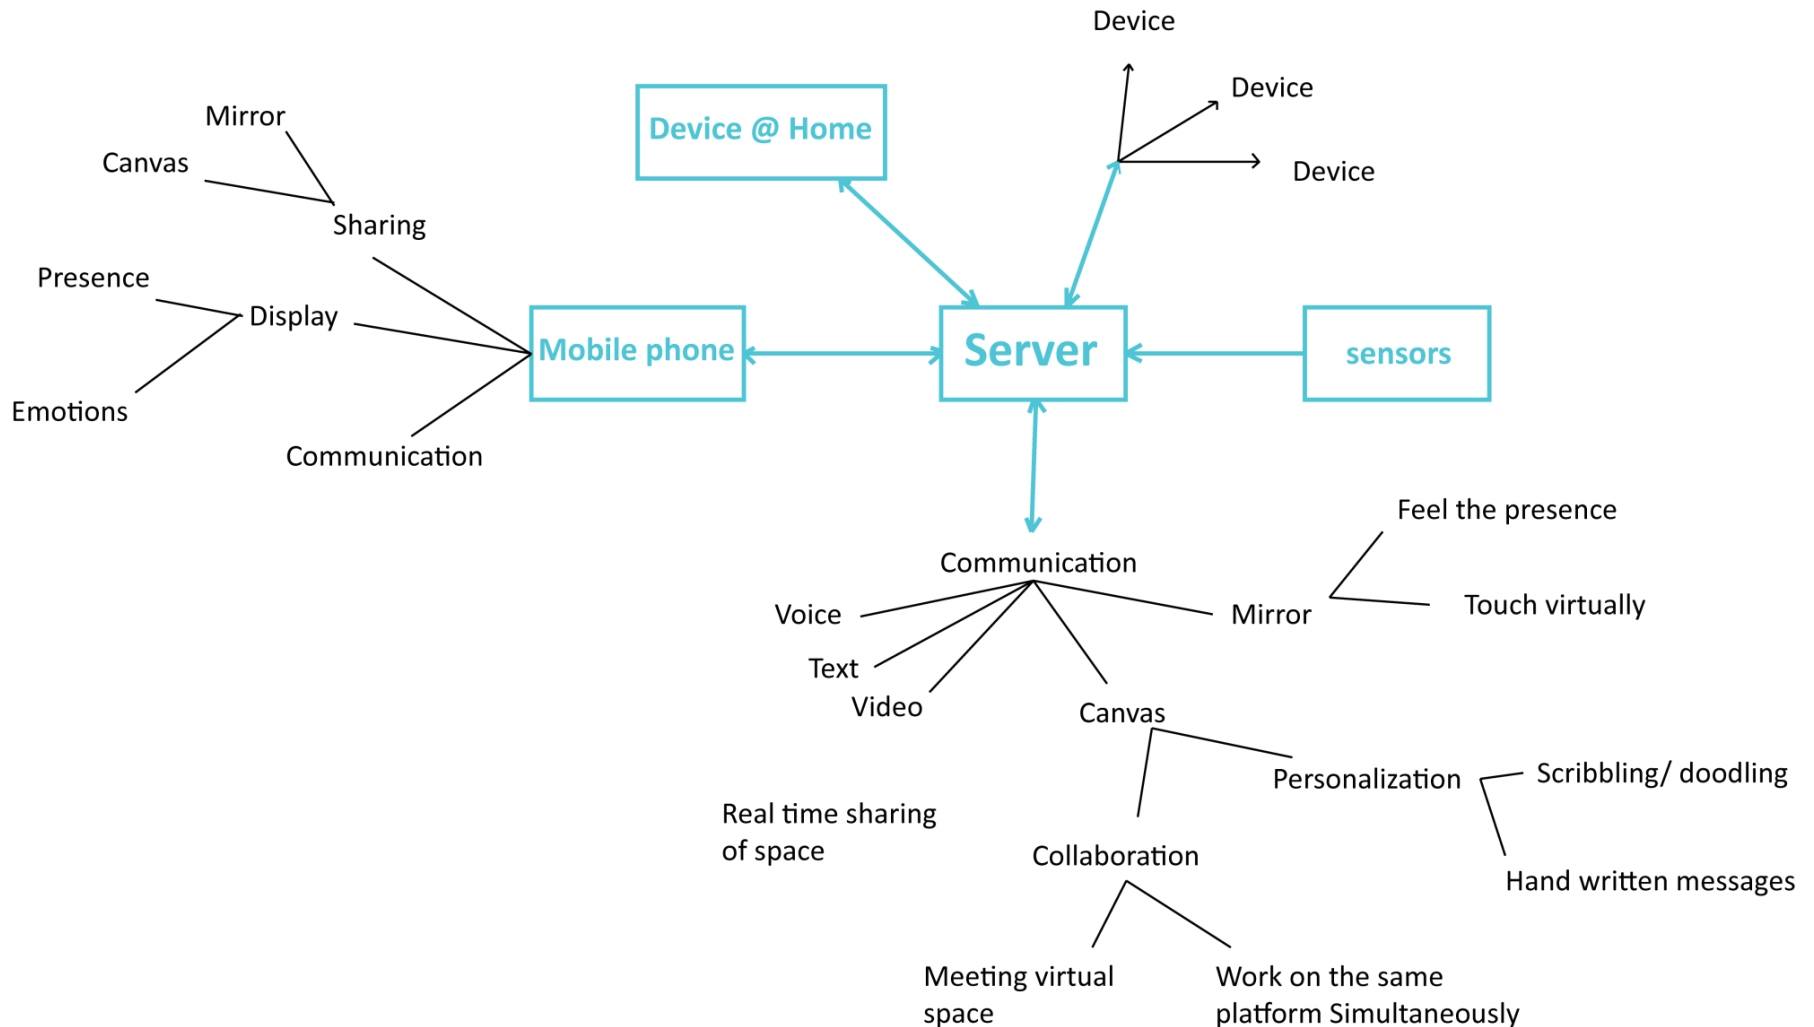 Device
Device
Device
Device @ Home
Mirror
Canvas
Sharing
Presence
Display
Emotions
Communication
Mobile phone
Server
sensors
Communication
Voice
Text
Video
Canvas
Mirror
Feel the presence
Touch virtually
Personalization
Scribbling/ doodling
Hand written messages
Real time sharing
of space
Collaboration
Meeting virtual
space
Work on the same
platform Simultaneously